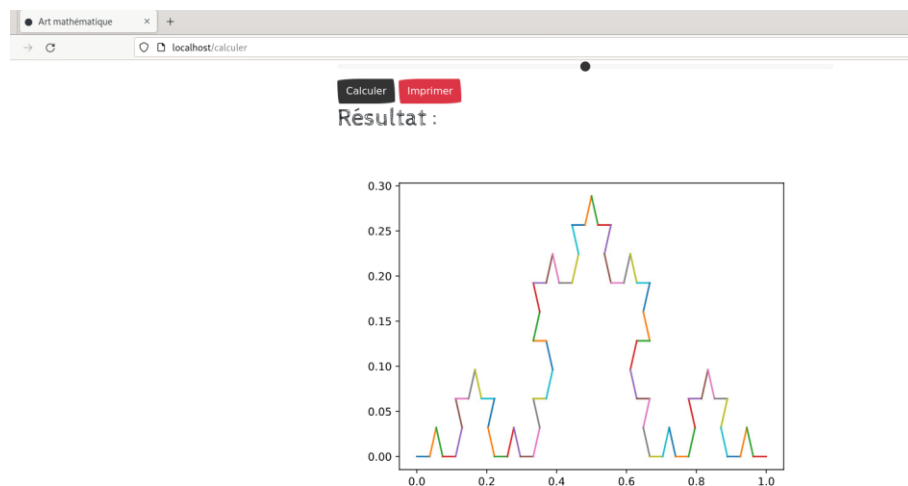 Art mathématique × +
localhost/calculer
Calculer Imprimer
Résultat :
0.30
0.25
0.20
0.15
0.10
0.05
0.00
0.0 0.2 0.4 0.6 0.8 1.0